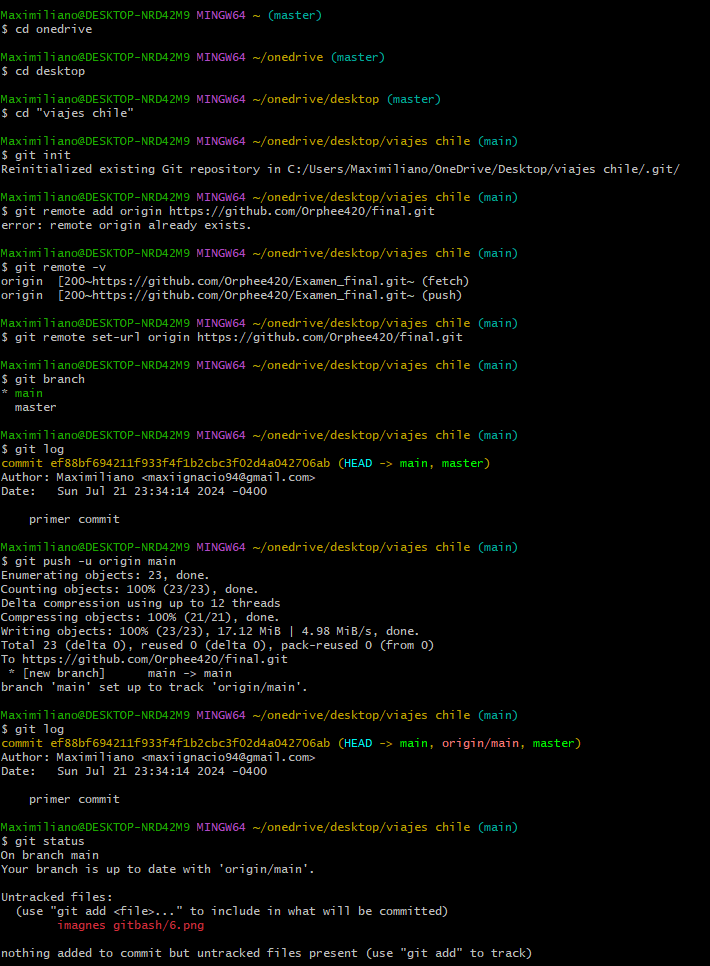 Maximiliano@DESKTOP-NRD42M9 MINGW64 ~ (master)
$ cd onedrive
Maximiliano@DESKTOP-NRD42M9 MINGW64 ~/onedrive (master)
$ cd desktop
Maximiliano@DESKTOP-NRD42M9 MINGW64 ~/onedrive/desktop (master)
$ cd "viajes chile"
Maximiliano@DESKTOP-NRD42M9 MINGW64 ~/onedrive/desktop/viajes chile (main)
$ git init
Reinitialized existing Git repository in C:/Users/Maximiliano/OneDrive/Desktop/viajes chile/.git/
Maximiliano@DESKTOP-NRD42M9 MINGW64 ~/onedrive/desktop/viajes chile (main)
$ git remote add origin https://github.com/Orphee420/final.git
error: remote origin already exists.
Maximiliano@DESKTOP-NRD42M9 MINGW64 ~/onedrive/desktop/viajes chile (main)
$ git remote -v
origin  [200~https://github.com/Orphee420/Examen_final.git~ (fetch)
origin  [200~https://github.com/Orphee420/Examen_final.git~ (push)
Maximiliano@DESKTOP-NRD42M9 MINGW64 ~/onedrive/desktop/viajes chile (main)
$ git remote set-url origin https://github.com/Orphee420/final.git
Maximiliano@DESKTOP-NRD42M9 MINGW64 ~/onedrive/desktop/viajes chile (main)
$ git branch
* main
  master
Maximiliano@DESKTOP-NRD42M9 MINGW64 ~/onedrive/desktop/viajes chile (main)
$ git log
commit ef88bf694211f933f4f1b2cbc3f02d4a042706ab (HEAD -> main, master)
Author: Maximiliano <maxiignacio94@gmail.com>
Date:   Sun Jul 21 23:34:14 2024 -0400
    primer commit
Maximiliano@DESKTOP-NRD42M9 MINGW64 ~/onedrive/desktop/viajes chile (main)
$ git push -u origin main
Enumerating objects: 23, done.
Counting objects: 100% (23/23), done.
Delta compression using up to 12 threads
Compressing objects: 100% (21/21), done.
Writing objects: 100% (23/23), 17.12 MiB | 4.98 MiB/s, done.
Total 23 (delta 0), reused 0 (delta 0), pack-reused 0 (from 0)
To https://github.com/Orphee420/final.git
 * [new branch]      main -> main
branch 'main' set up to track 'origin/main'.
Maximiliano@DESKTOP-NRD42M9 MINGW64 ~/onedrive/desktop/viajes chile (main)
$ git log
commit ef88bf694211f933f4f1b2cbc3f02d4a042706ab (HEAD -> main, origin/main, master)
Author: Maximiliano <maxiignacio94@gmail.com>
Date:   Sun Jul 21 23:34:14 2024 -0400
    primer commit
Maximiliano@DESKTOP-NRD42M9 MINGW64 ~/onedrive/desktop/viajes chile (main)
$ git status
On branch main
Your branch is up to date with 'origin/main'.
Untracked files:
  (use "git add <file>..." to include in what will be committed)
        imagnes gitbash/6.png
nothing added to commit but untracked files present (use "git add" to track)